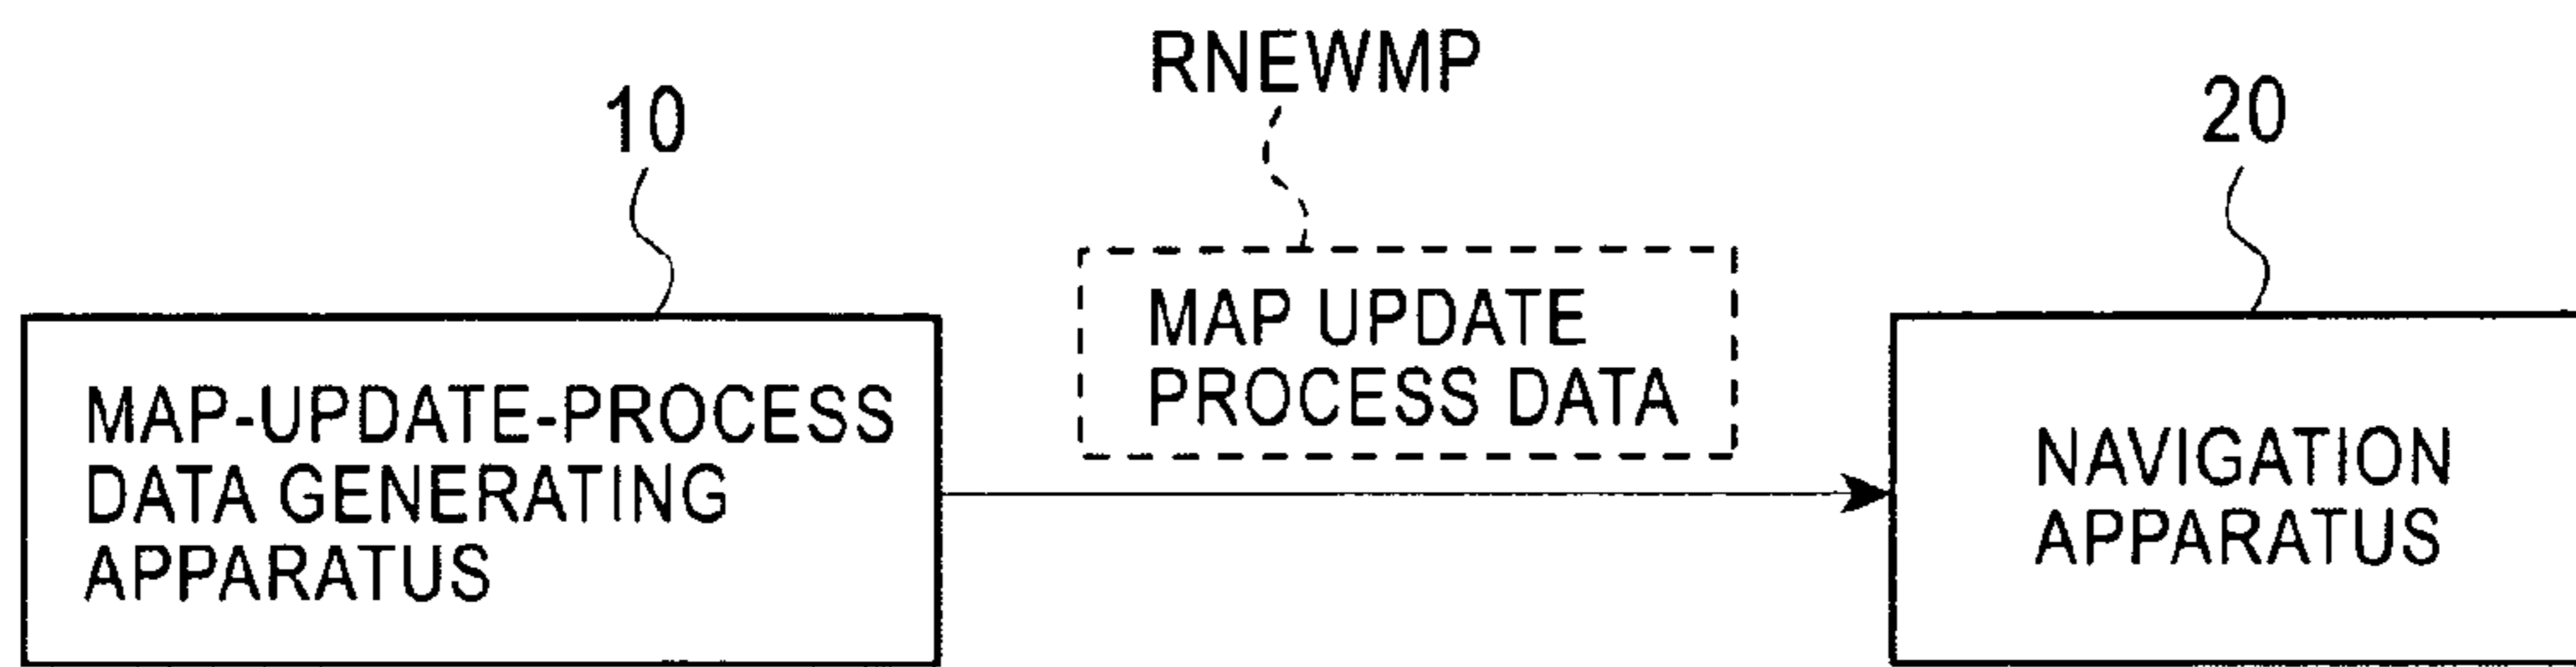 RNEWMP
10
20
MAP UPDATE
PROCESS DATA
MAP-UPDATE-PROCESS
DATA GENERATING
APPARATUS
NAVIGATION
APPARATUS